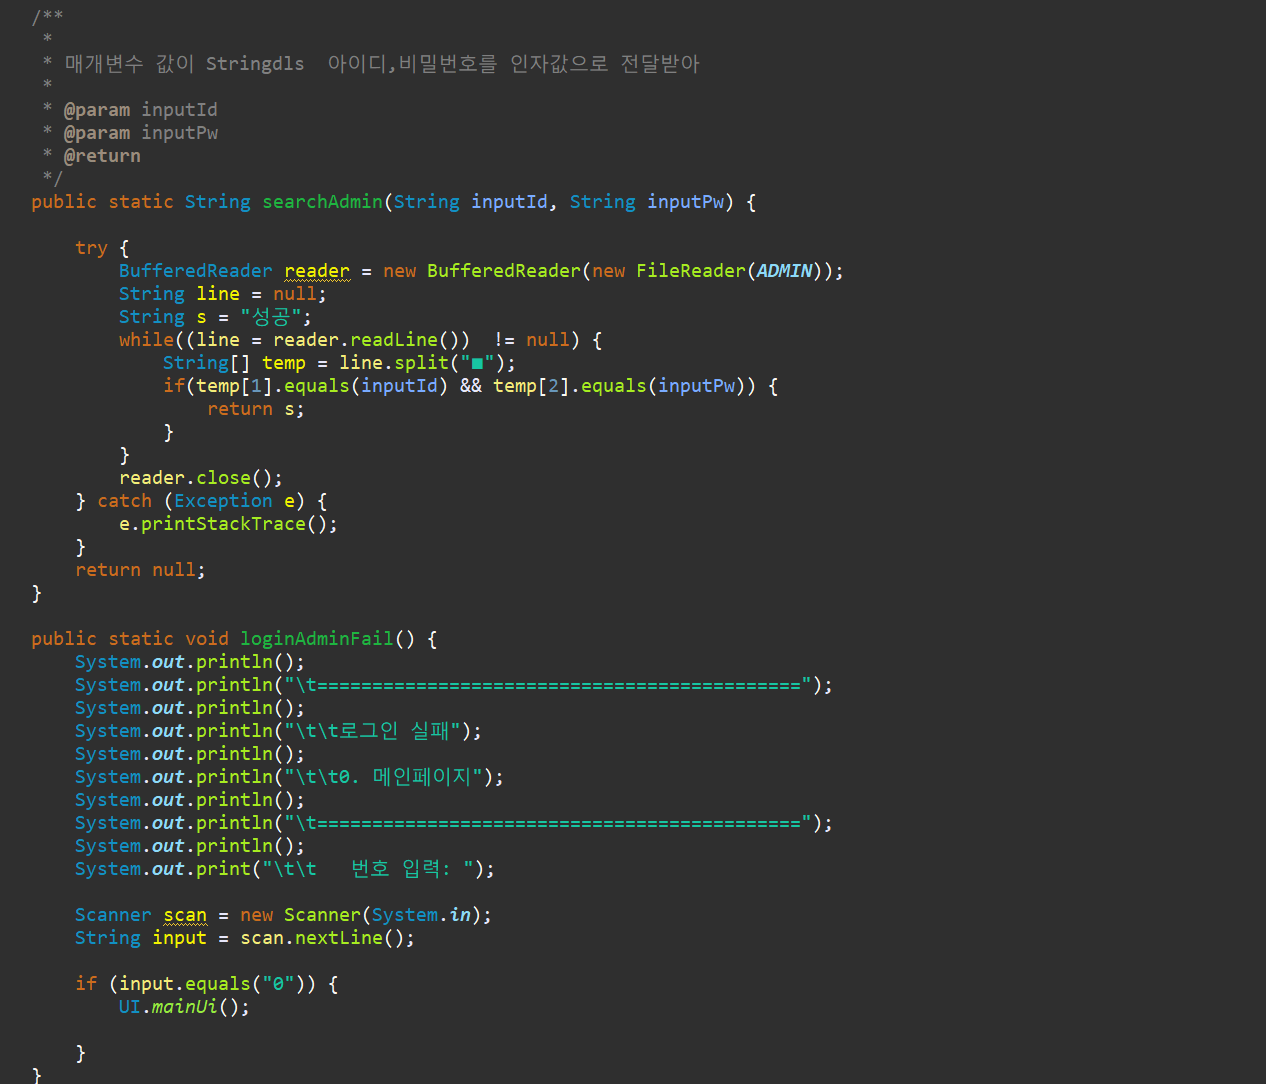 /**
 *
 * 매개변수 값이 Stringdls  아이디,비밀번호를 인자값으로 전달받아
 *
 * @param inputId
 * @param inputPw
 * @return
 */
public static String searchAdmin(String inputId, String inputPw) {

    try {
        BufferedReader reader = new BufferedReader(new FileReader(ADMIN));
        String line = null;
        String s = "성공";
        while((line = reader.readLine())  != null) {
            String[] temp = line.split("■");
            if(temp[1].equals(inputId) && temp[2].equals(inputPw)) {
                return s;
            }
        }
        reader.close();
    } catch (Exception e) {
        e.printStackTrace();
    }
    return null;
}

public static void loginAdminFail() {
    System.out.println();
    System.out.println("\t============================================");
    System.out.println();
    System.out.println("\t\t로그인 실패");
    System.out.println();
    System.out.println("\t\t0. 메인페이지");
    System.out.println();
    System.out.println("\t============================================");
    System.out.println();
    System.out.print("\t\t   번호 입력: ");

    Scanner scan = new Scanner(System.in);
    String input = scan.nextLine();

    if (input.equals("0")) {
        UI.mainUi();

    }
}